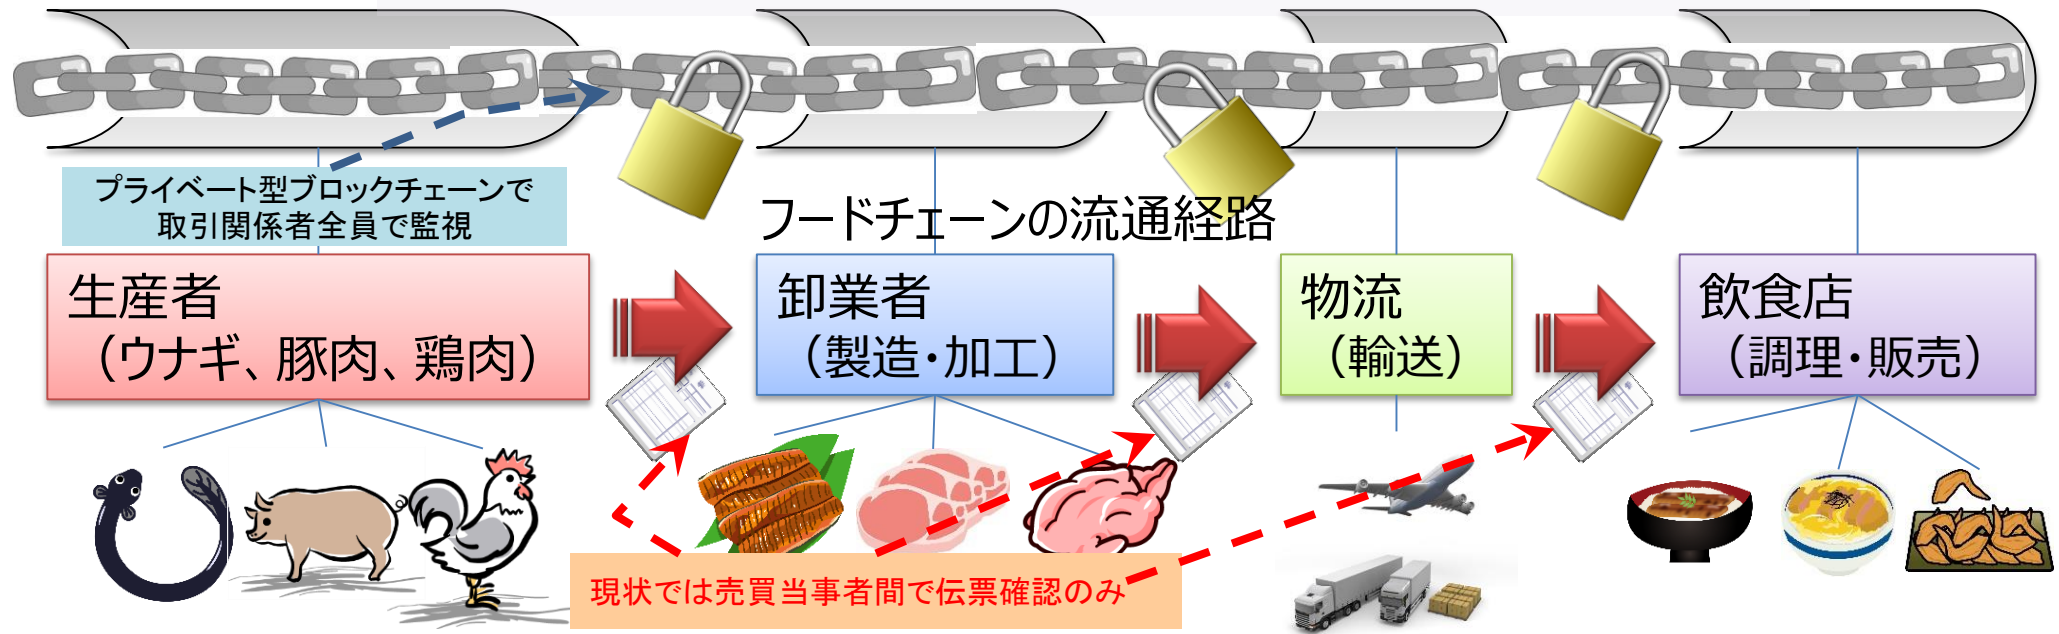 プライベート型ブロックチェーンで
取引関係者全員で監視
フードチェーンの流通経路
生産者
（ウナギ、豚肉、鶏肉）
卸業者
（製造・加工）
物流
（輸送）
飲食店
（調理・販売）
現状では売買当事者間で伝票確認のみ